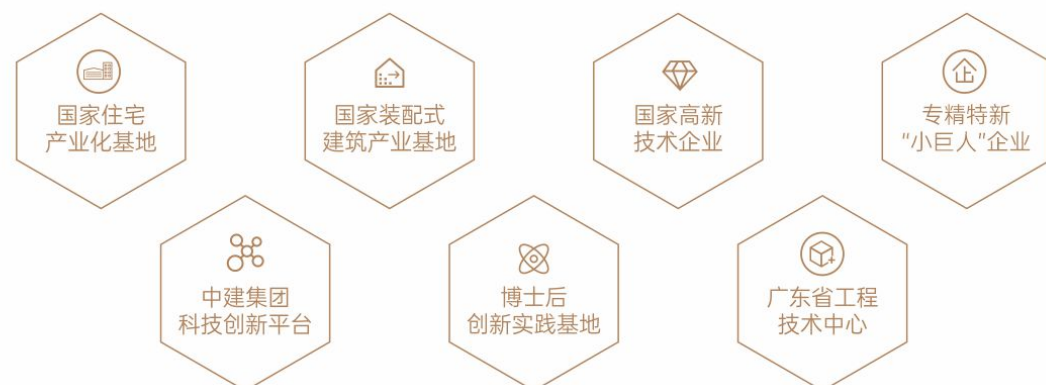 国家住宅
产业化基地
国家装配式
建筑产业基地
国家高新
技术企业
企
专精特新
“小巨人”企业
中建集团
科技创新平台
博士后
创新实践基地
广东省工程
技术中心